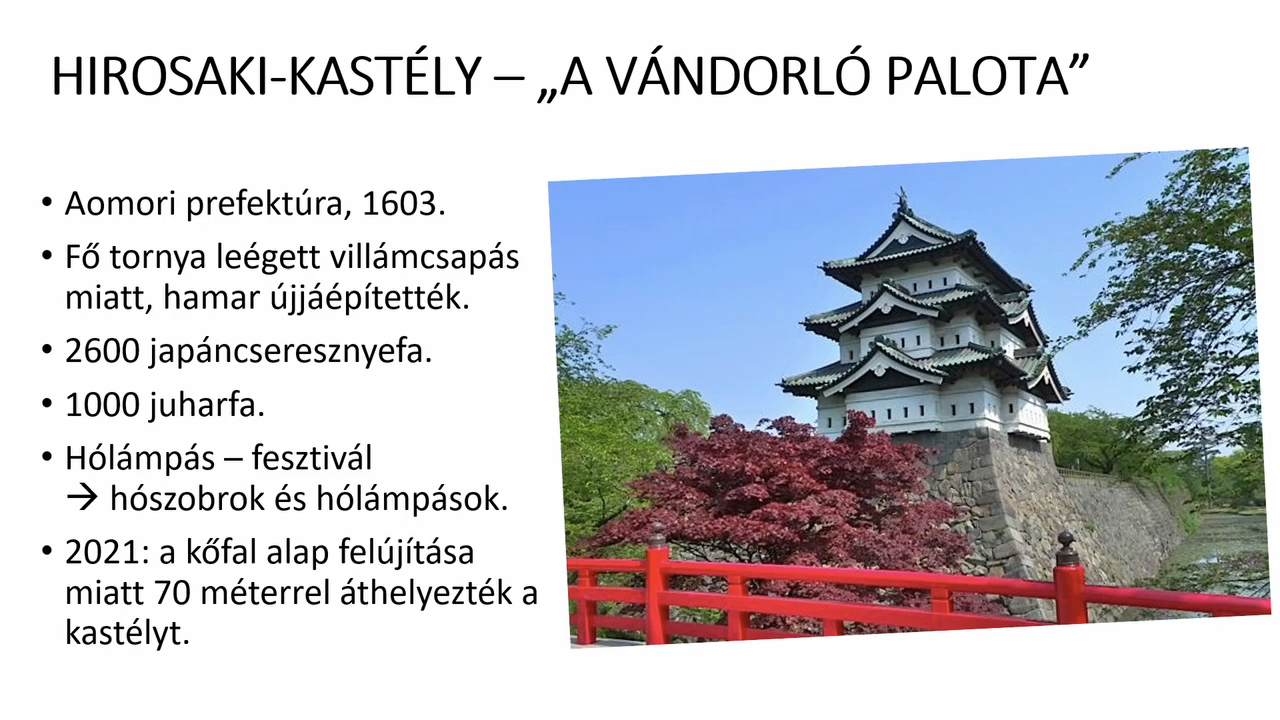 HIROSAKI-KASTÉLY – „A VÁNDORLÓ PALOTA”
• Aomori prefektúra, 1603.
• Fő tornya leégett villámcsapás
miatt, hamar újjáépítették.
• 2600 japáncseresznyefa.
• 1000 juharfa.
• Hólámpás – fesztivál
→ hószobrok és hólámpások.
• 2021: a kőfal alap felújítása
miatt 70 méterrel áthelyezték a
kastélyt.